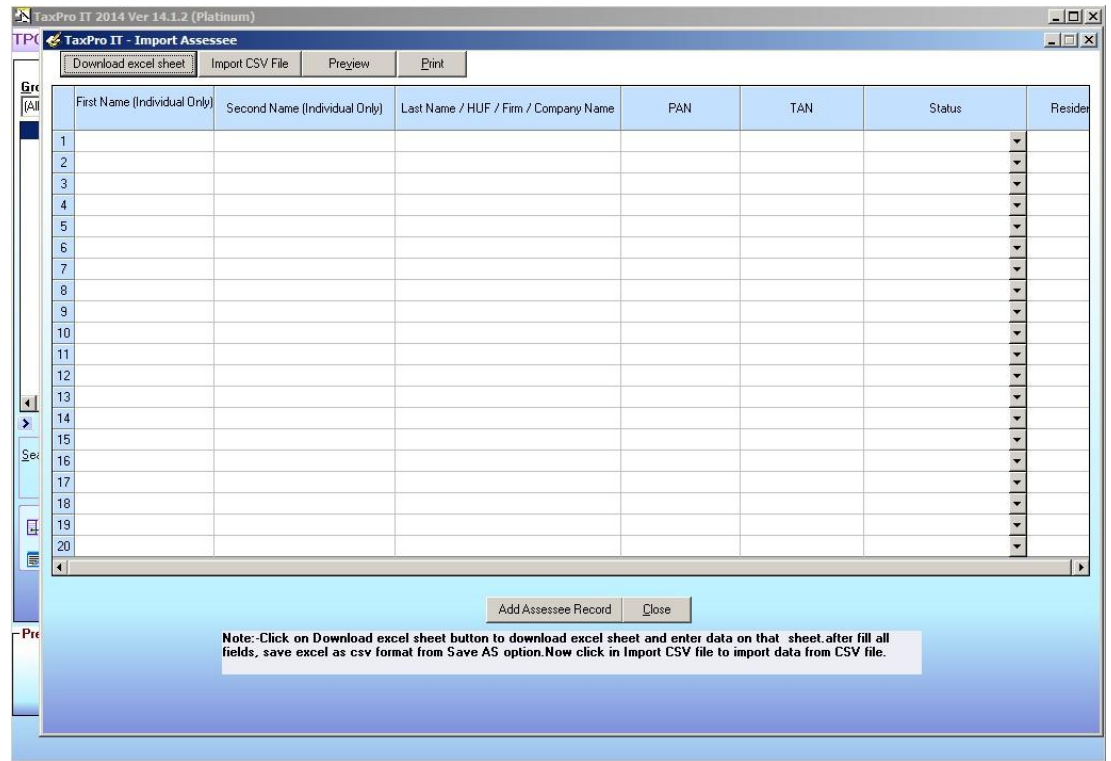 TaxPro IT 2014 Ver 14.1.2 (Platinum)
TaxPro IT - Import Assessee
Download excel sheet Import CSV File Preview Print
First Name (Individual Only) Second Name (Individual Only) Last Name / HUF / Firm / Company Name PAN TAN Status
1
2
3
4
5
6
7
8
9
10
11
12
13
14
15
16
17
18
19
20
Add Assessee Record Close
Note:-Click on Download excel sheet button to download excel sheet and enter data on that sheet.after fill all
fields, save excel as csv format from Save AS option.Now click in Import CSV file to import data from CSV file.